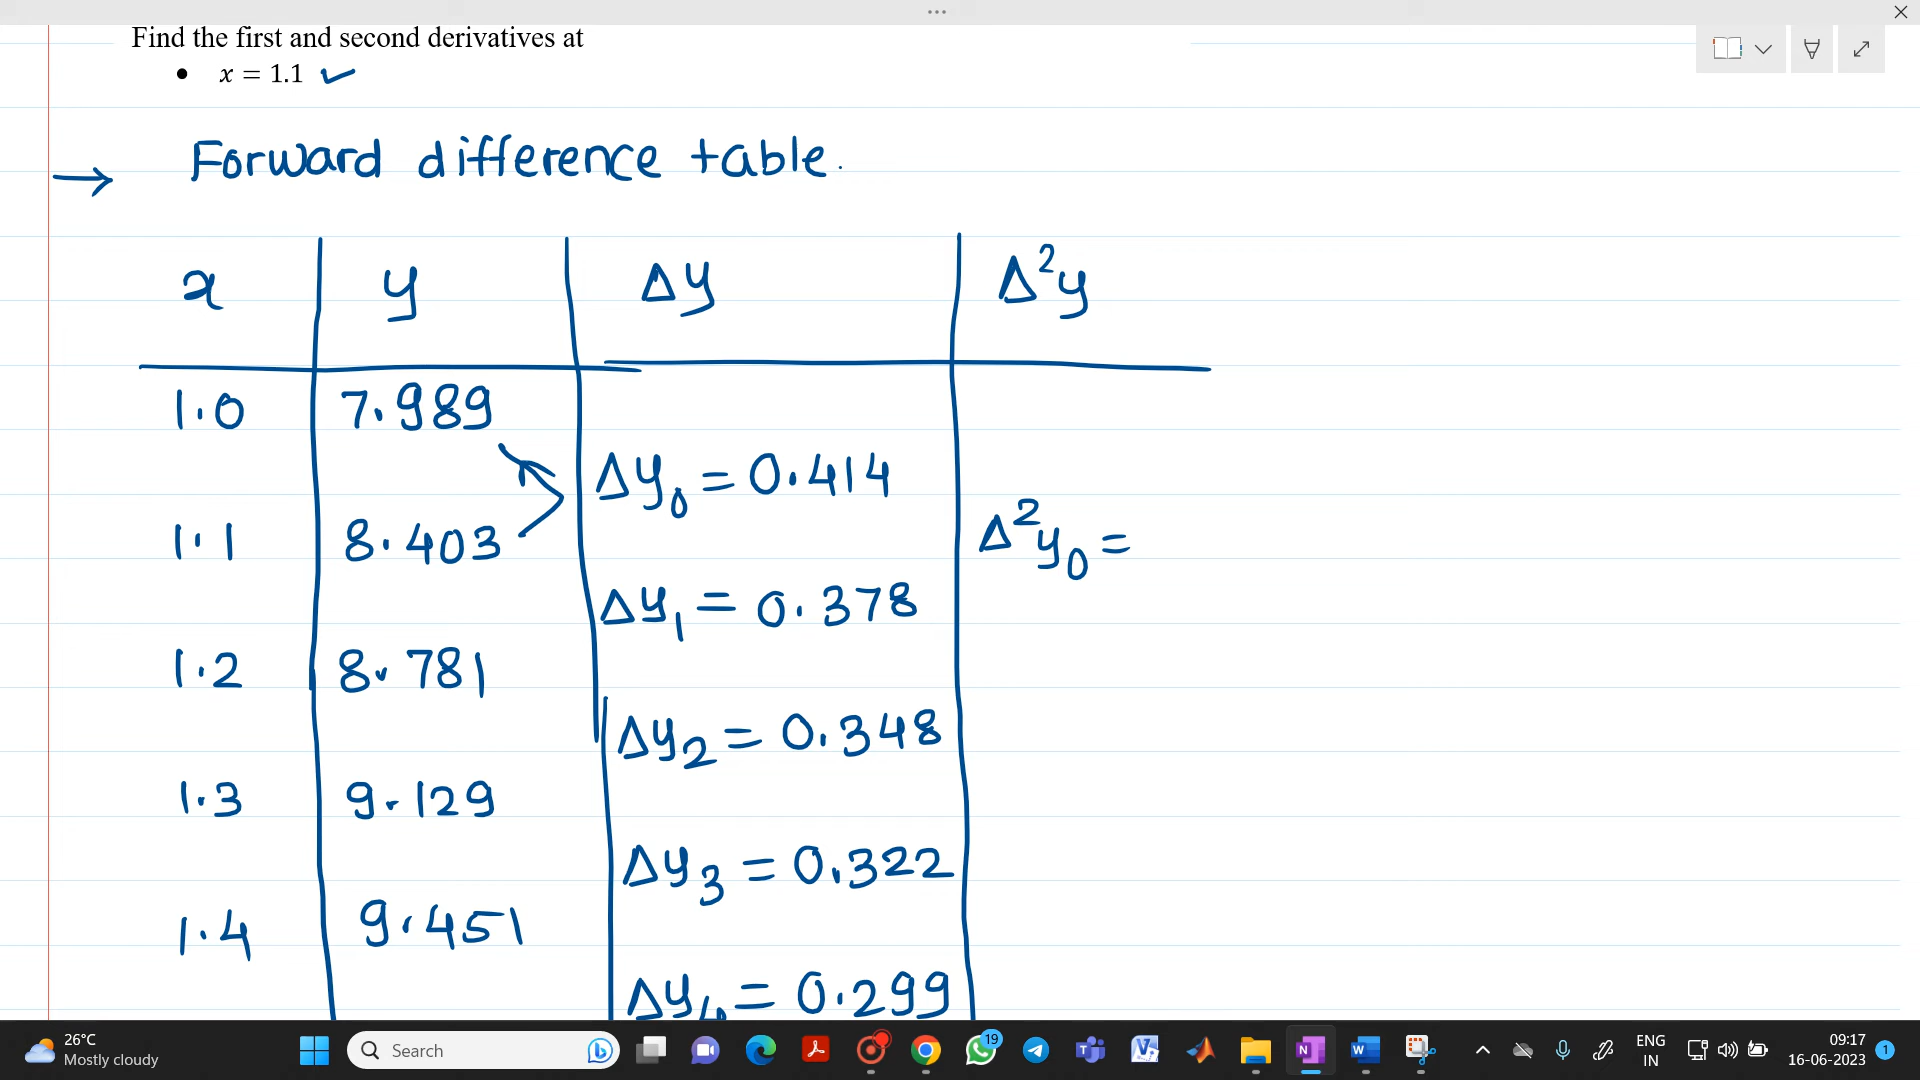 Find the first and second derivatives at
• x = 1.1 ✓
→ Forward difference table.
x y Δy Δ²y
1.0 7.989
Δy₀ = 0.414
1.1 8.403 Δ²y₀ =
Δy₁ = 0.378
1.2 8.781
Δy₂ = 0.348
1.3 9.129
Δy₃ = 0.322
1.4 9.451
Δy₄ = 0.299
26°C
Mostly cloudy
Search
19
ENG
IN
09:17
16-06-2023
1